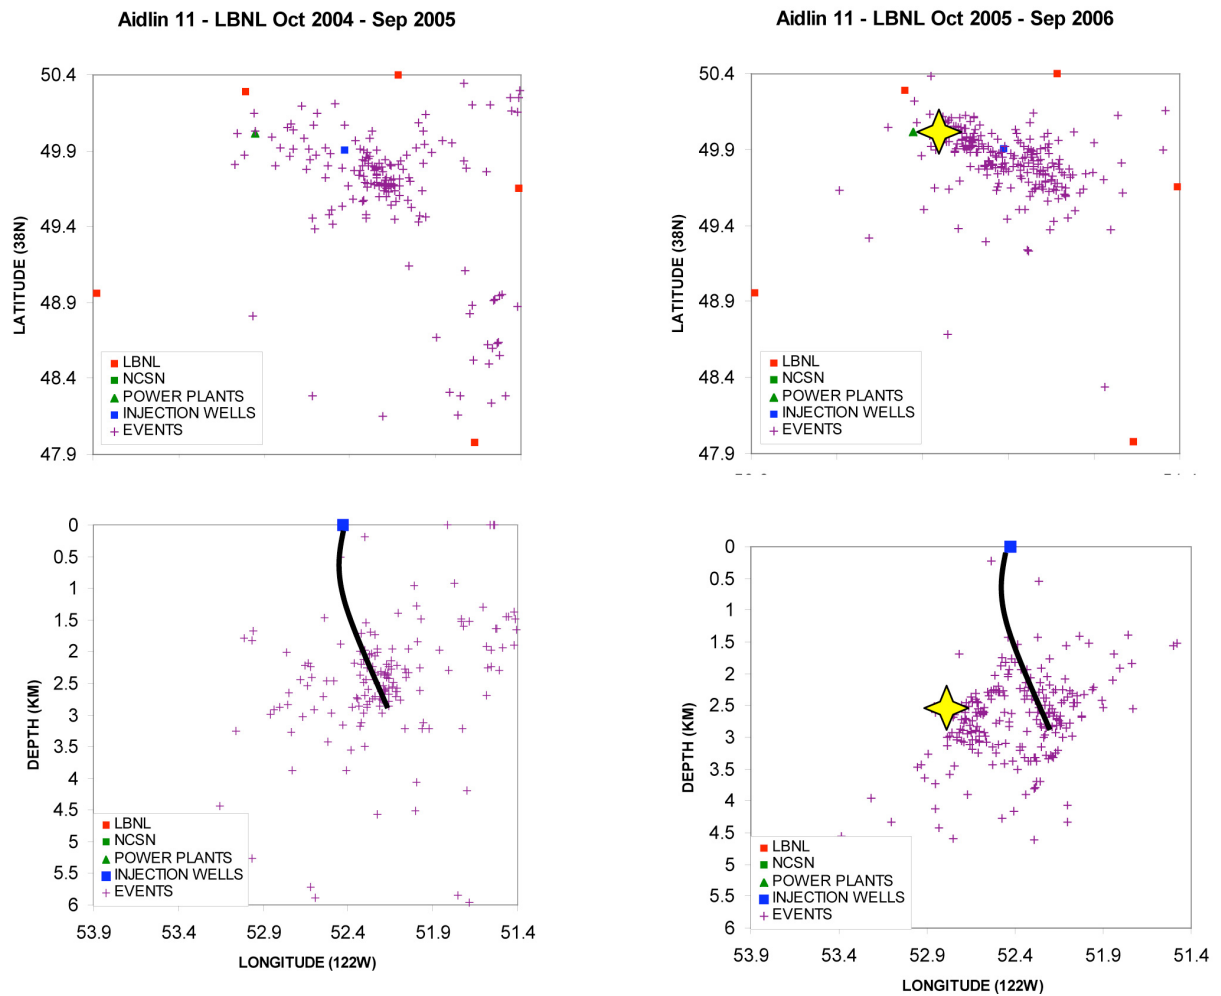 Aidlin 11 - LBNL Oct 2004 - Sep 2005
50.4
49.9
49.4
48.9
48.4
47.9
LATITUDE (38N)
LBNL
NCSN
POWER PLANTS
INJECTION WELLS
EVENTS
Aidlin 11 - LBNL Oct 2005 - Sep 2006
50.4
49.9
49.4
48.9
48.4
47.9
LATITUDE (38N)
LBNL
NCSN
POWER PLANTS
INJECTION WELLS
EVENTS
0
0.5
1
1.5
2
2.5
3
3.5
4
4.5
5
5.5
6
DEPTH (KM)
LBNL
NCSN
POWER PLANTS
INJECTION WELLS
EVENTS
53.9 53.4 52.9 52.4 51.9 51.4
LONGITUDE (122W)
0
0.5
1
1.5
2
2.5
3
3.5
4
4.5
5
5.5
6
DEPTH (KM)
LBNL
NCSN
POWER PLANTS
INJECTION WELLS
EVENTS
53.9 53.4 52.9 52.4 51.9 51.4
LONGITUDE (122W)